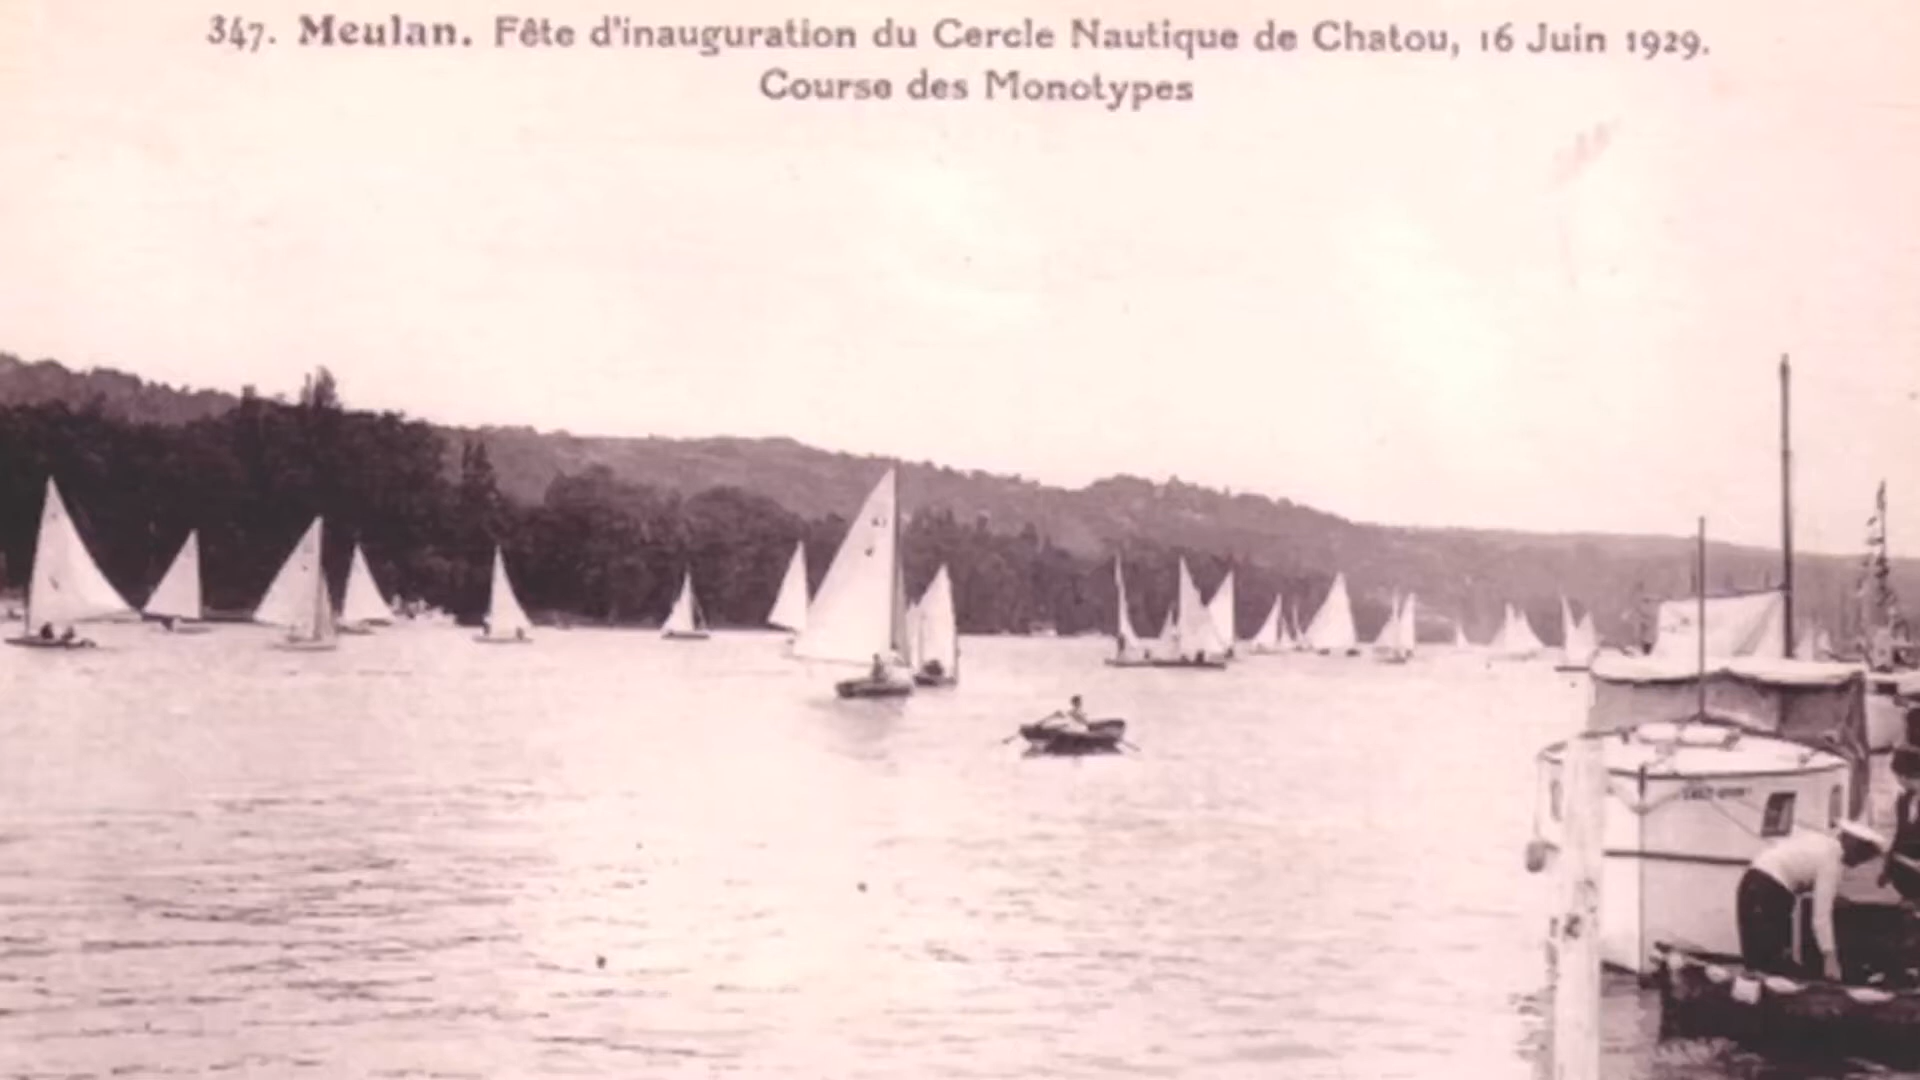 347. Meulan. Fête d'inauguration du Cercle Nautique de Chatou, 16 Juin 1929.
Course des Monotypes